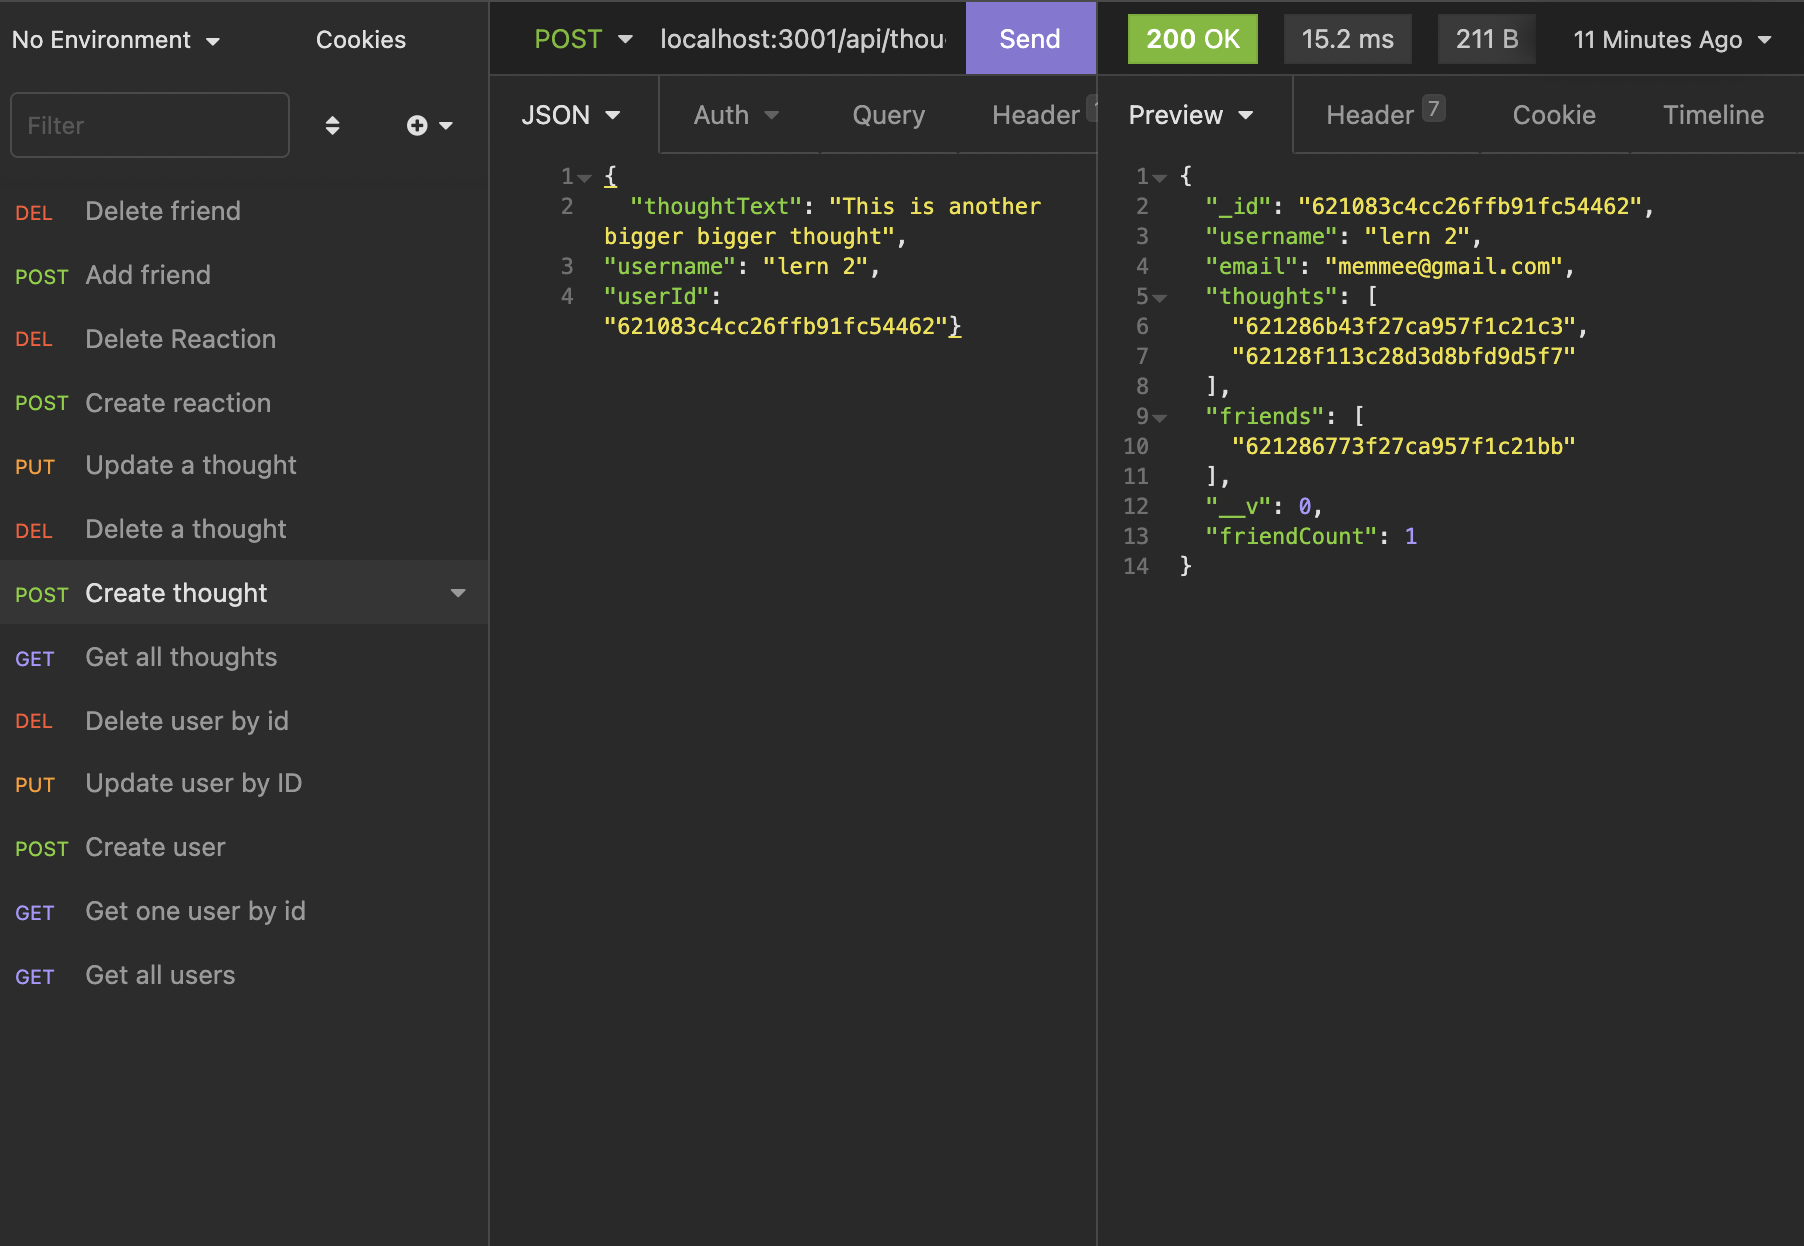 No Environment
Cookies
Filter
DEL Delete friend
POST Add friend
DEL Delete Reaction
POST Create reaction
PUT Update a thought
DEL Delete a thought
POST Create thought
GET Get all thoughts
DEL Delete user by id
PUT Update user by ID
POST Create user
GET Get one user by id
GET Get all users
POST localhost:3001/api/thou Send
JSON Auth Query Header
1 {
2 "thoughtText": "This is another
bigger bigger thought",
3 "username": "lern 2",
4 "userId":
"621083c4cc26ffb91fc54462"}
200 OK 15.2 ms 211 B 11 Minutes Ago
Preview Header 7 Cookie Timeline
1 {
2 "_id": "621083c4cc26ffb91fc54462",
3 "username": "lern 2",
4 "email": "memmee@gmail.com",
5 "thoughts": [
6 "621286b43f27ca957f1c21c3",
7 "62128f113c28d3d8bfd9d5f7"
8 ],
9 "friends": [
10 "621286773f27ca957f1c21bb"
11 ],
12 "__v": 0,
13 "friendCount": 1
14 }